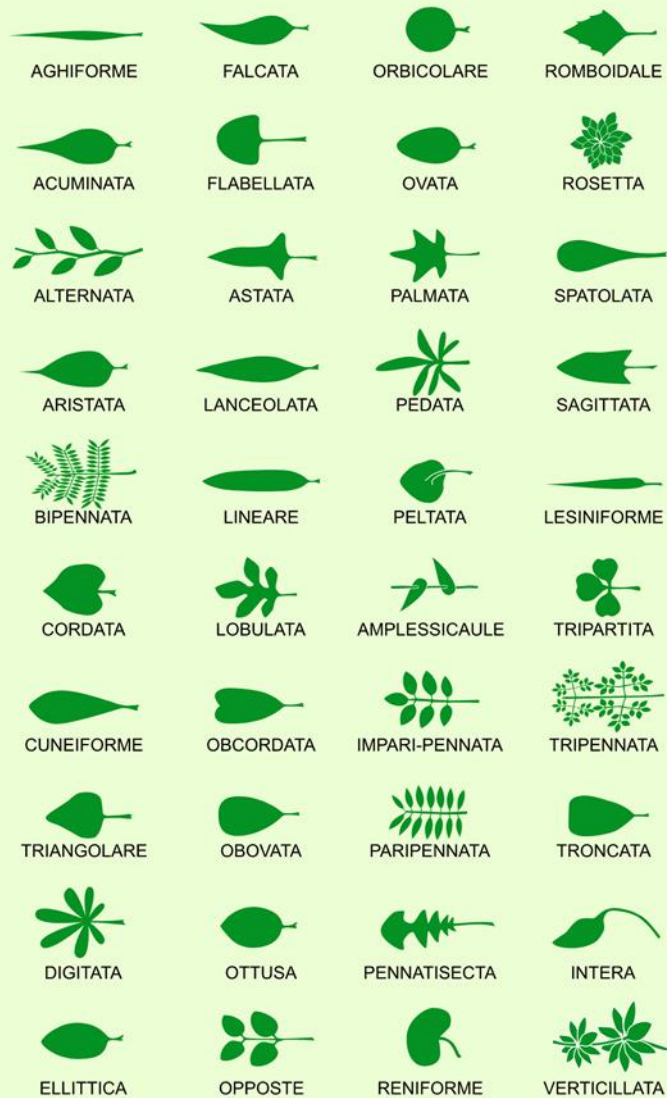 AGHIFORME FALCATA ORBICOLARE ROMBOIDALE
ACUMINATA FLABELLATA OVATA ROSETTA
ALTERNATA ASTATA PALMATA SPATOLATA
ARISTATA LANCEOLATA PEDATA SAGITTATA
BIPENNATA LINEARE PELTATA LESINIFORME
CORDATA LOBULATA AMPLESSICAULE TRIPARTITA
CUNEIFORME OBCORDATA IMPARI-PENNATA TRIPENNATA
TRIANGOLARE OBOVATA PARIPENNATA TRONCATA
DIGITATA OTTUSA PENNATISECTA INTERA
ELLITTICA OPPOSTE RENIFORME VERTICILLATA